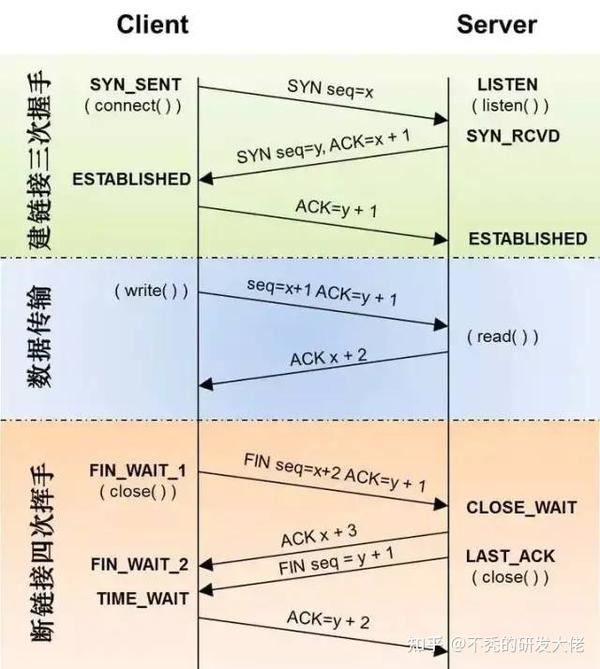 Client
Server
建链接三次握手
SYN_SENT
( connect( ) )
SYN seq=x
LISTEN
( listen( ) )
SYN_RCVD
SYN seq=y, ACK=x + 1
ESTABLISHED
ACK=y + 1
ESTABLISHED
数据传输
( write( ) )
seq=x+1 ACK=y + 1
( read( ) )
ACK x + 2
断链接四次挥手
FIN_WAIT_1
( close( ) )
FIN seq=x+2 ACK=y + 1
CLOSE_WAIT
ACK x + 3
FIN_WAIT_2
FIN seq = y + 1
LAST_ACK
( close( ) )
TIME_WAIT
ACK=y + 2
知乎 @不秃的研发大佬